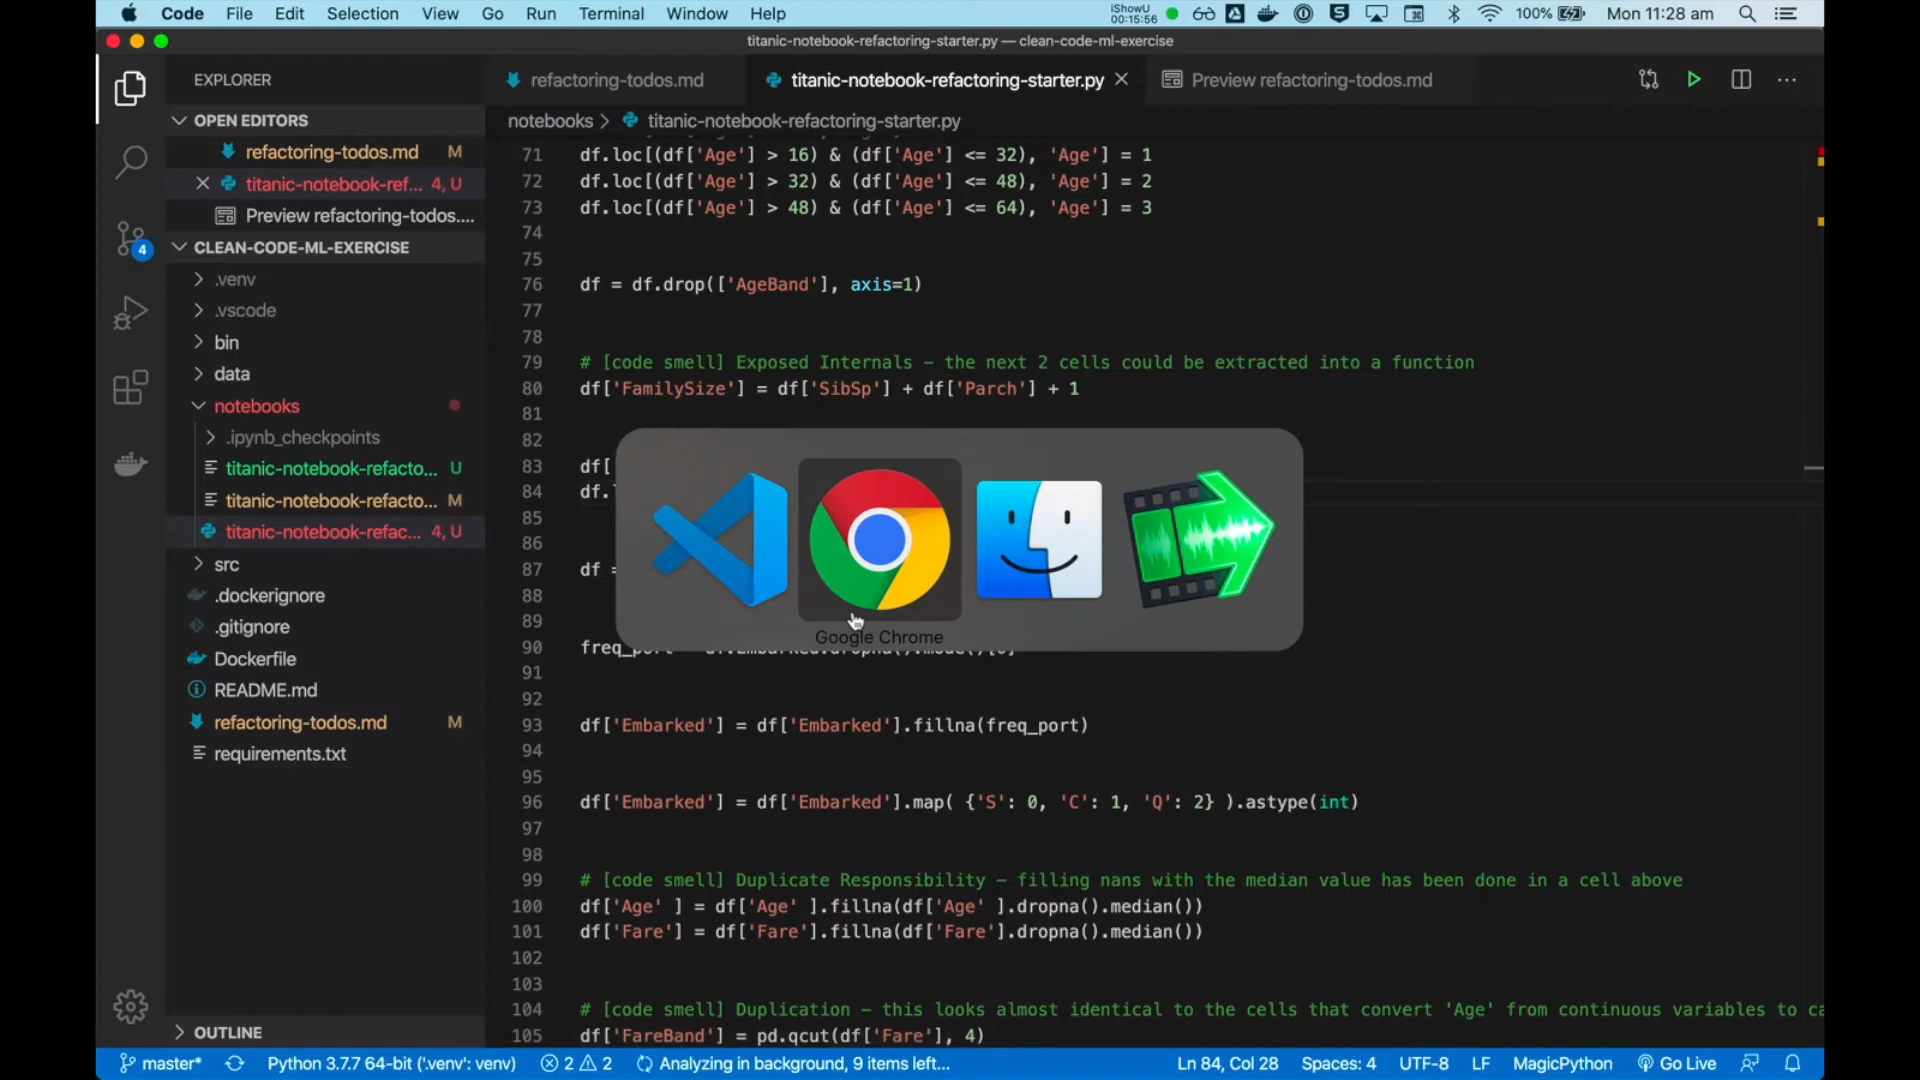 Code File Edit Selection View Go Run Terminal Window Help
iShowU
00:15:56
100%
Mon 11:28 am
titanic-notebook-refactoring-starter.py — clean-code-ml-exercise
EXPLORER
refactoring-todos.md
titanic-notebook-refactoring-starter.py
Preview refactoring-todos.md
OPEN EDITORS
notebooks > titanic-notebook-refactoring-starter.py
refactoring-todos.md M
titanic-notebook-ref... 4, U
Preview refactoring-todos....
CLEAN-CODE-ML-EXERCISE
.venv
.vscode
bin
data
notebooks
.ipynb_checkpoints
titanic-notebook-refacto... U
titanic-notebook-refacto... M
titanic-notebook-refac... 4, U
src
.dockerignore
.gitignore
Dockerfile
README.md
refactoring-todos.md M
requirements.txt
OUTLINE
4
71 df.loc[(df['Age'] > 16) & (df['Age'] <= 32), 'Age'] = 1
72 df.loc[(df['Age'] > 32) & (df['Age'] <= 48), 'Age'] = 2
73 df.loc[(df['Age'] > 48) & (df['Age'] <= 64), 'Age'] = 3
74
75
76 df = df.drop(['AgeBand'], axis=1)
77
78
79 # [code smell] Exposed Internals – the next 2 cells could be extracted into a function
80 df['FamilySize'] = df['SibSp'] + df['Parch'] + 1
81
82
83 df[
84 df.
85
86
87 df =
88
89
Google Chrome
90 freq_port
91
92
93 df['Embarked'] = df['Embarked'].fillna(freq_port)
94
95
96 df['Embarked'] = df['Embarked'].map( {'S': 0, 'C': 1, 'Q': 2} ).astype(int)
97
98
99 # [code smell] Duplicate Responsibility – filling nans with the median value has been done in a cell above
100 df['Age' ] = df['Age' ].fillna(df['Age' ].dropna().median())
101 df['Fare'] = df['Fare'].fillna(df['Fare'].dropna().median())
102
103
104 # [code smell] Duplication – this looks almost identical to the cells that convert 'Age' from continuous variables to ca
105 df['FareBand'] = pd.qcut(df['Fare'], 4)
master* Python 3.7.7 64-bit ('.venv': venv) 2 2 Analyzing in background, 9 items left... Ln 84, Col 28 Spaces: 4 UTF-8 LF MagicPython Go Live